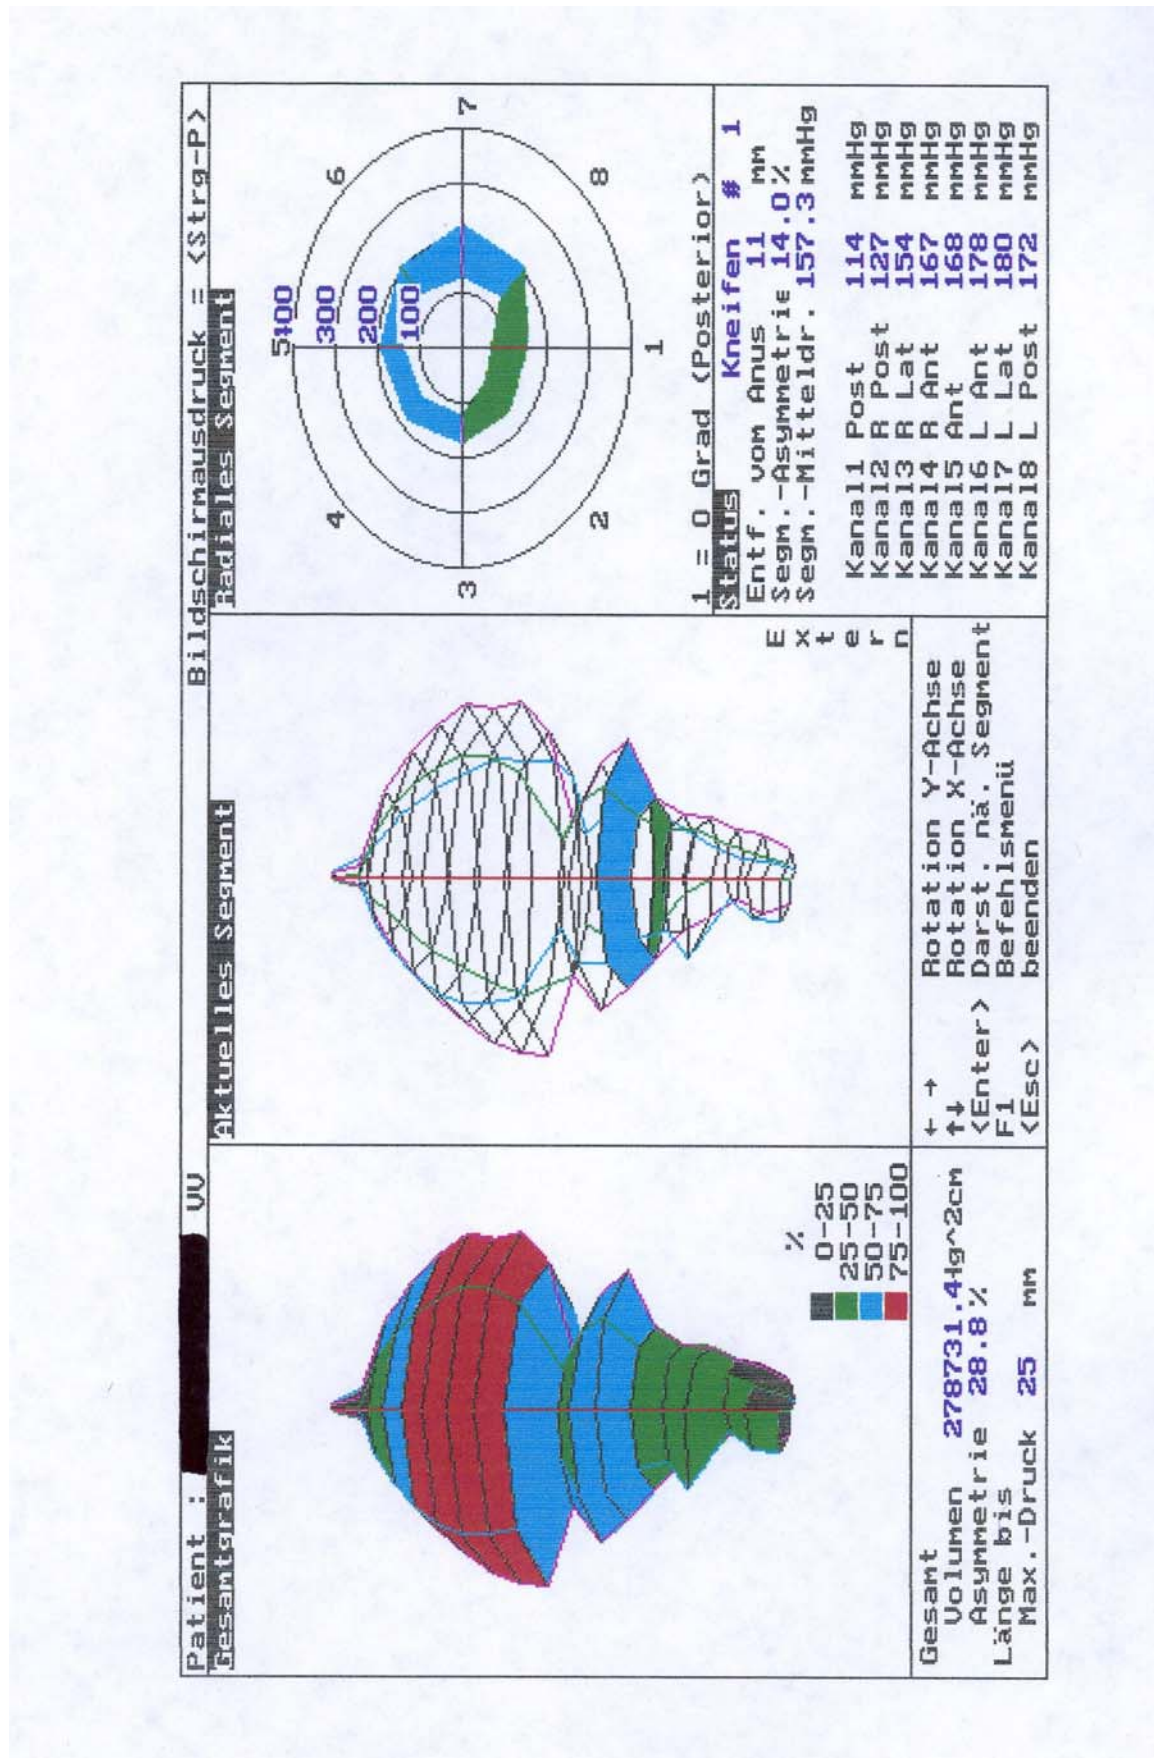 Patient : VV Bildschirmausdruck = <Strg-P>
Gesamtgrafik
Aktuelles Segment
Radiales Segment
%
0-25
25-50
50-75
75-100
E
x
t
e
r
n
5
400
300
200
100
4
6
3
7
2
8
1
1 = 0 Grad (Posterior)
Gesamt
Volumen 278731.4Hg^2cm
Asymmetrie 28.8 %
Länge bis
Max.-Druck 25 mm
← → Rotation Y-Achse
↑↓ Rotation X-Achse
<Enter> Darst. nä. Segment
F1 Befehlsmenü
<Esc> beenden
Status Kneifen # 1
Entf. vom Anus 11 mm
Segm.-Asymmetrie 14.0 %
Segm.-Mitteldr. 157.3 mmHg
Kanal1 Post 114 mmHg
Kanal2 R Post 127 mmHg
Kanal3 R Lat 154 mmHg
Kanal4 R Ant 167 mmHg
Kanal5 Ant 168 mmHg
Kanal6 L Ant 178 mmHg
Kanal7 L Lat 180 mmHg
Kanal8 L Post 172 mmHg